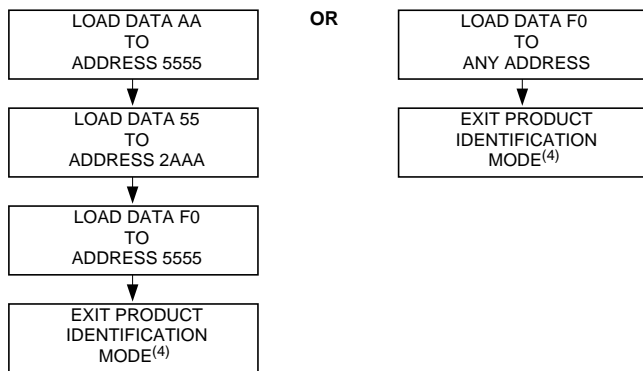 LOAD DATA AA
TO
ADDRESS 5555
LOAD DATA 55
TO
ADDRESS 2AAA
LOAD DATA F0
TO
ADDRESS 5555
EXIT PRODUCT
IDENTIFICATION
MODE(4)
OR
LOAD DATA F0
TO
ANY ADDRESS
EXIT PRODUCT
IDENTIFICATION
MODE(4)